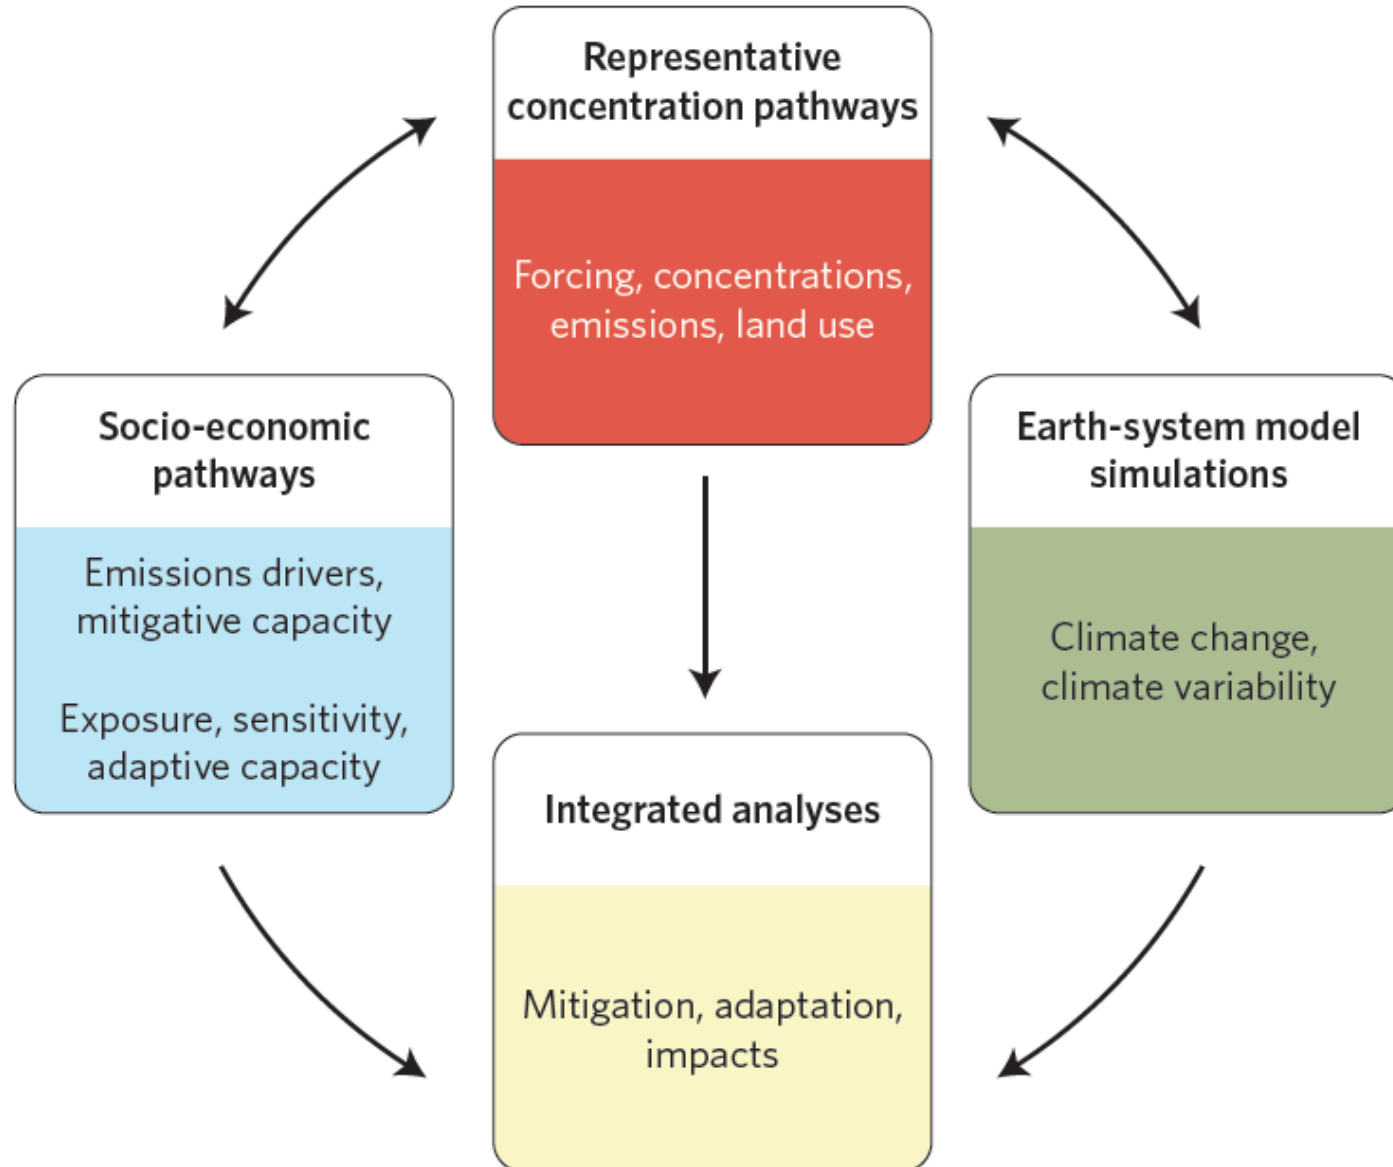 Representative
concentration pathways
Forcing, concentrations,
emissions, land use
Socio-economic
pathways
Emissions drivers,
mitigative capacity
Exposure, sensitivity,
adaptive capacity
Earth-system model
simulations
Climate change,
climate variability
Integrated analyses
Mitigation, adaptation,
impacts